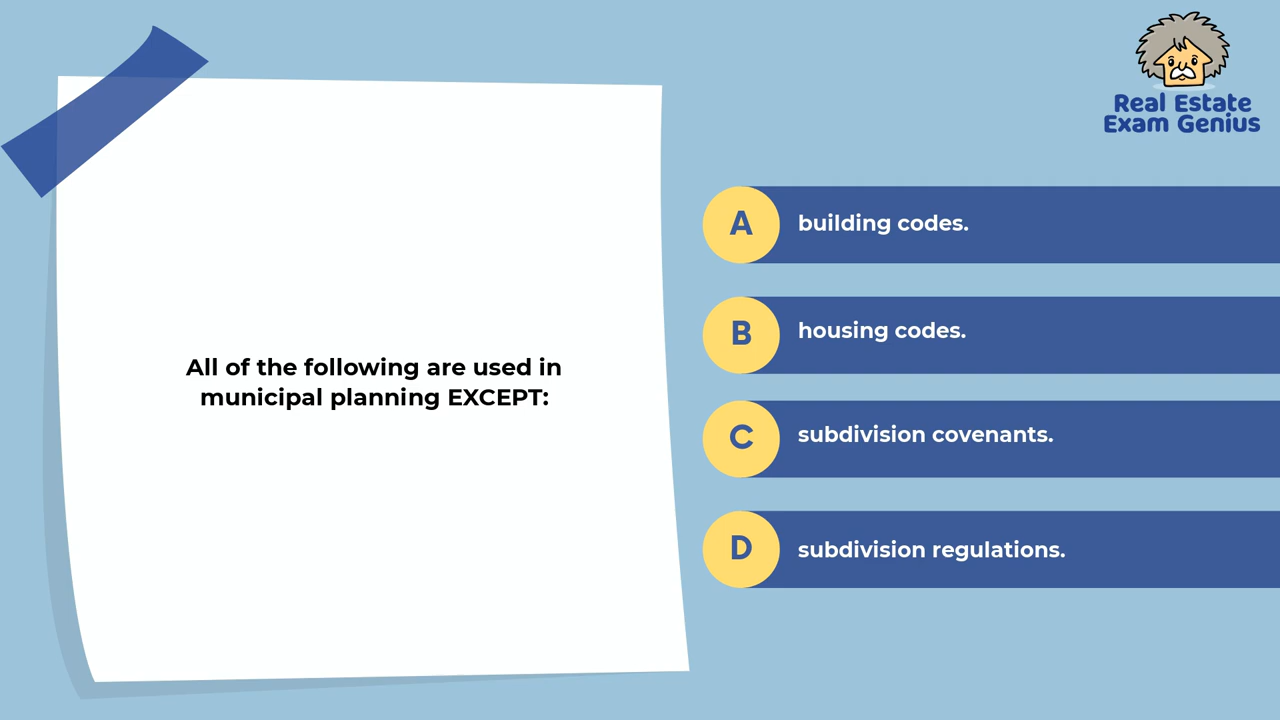 Real Estate
Exam Genius
All of the following are used in
municipal planning EXCEPT:
A building codes.
B housing codes.
C subdivision covenants.
D subdivision regulations.